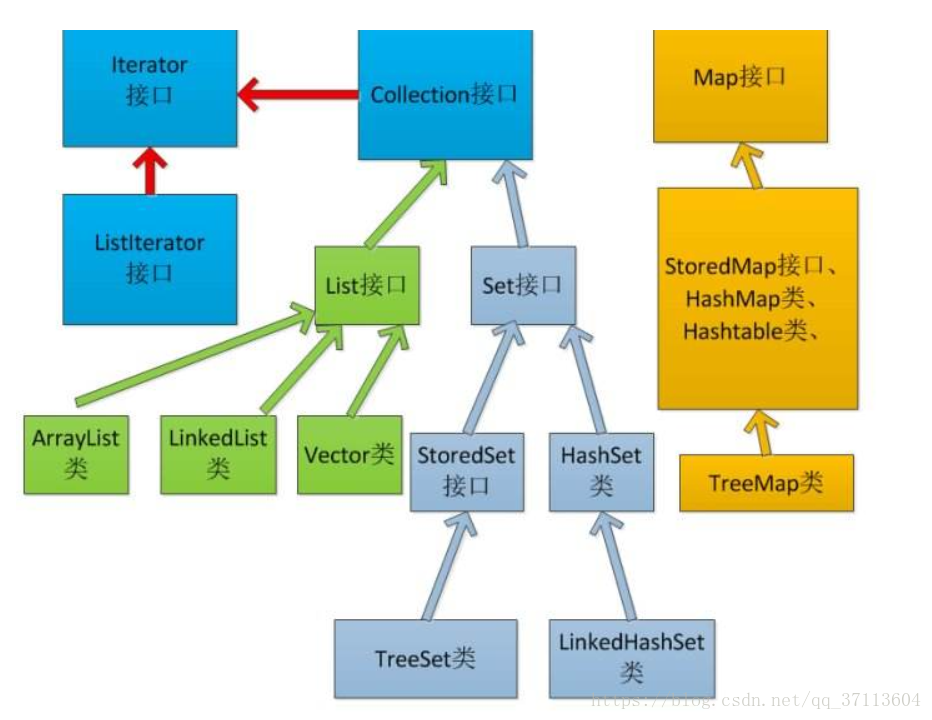 Iterator
接口
Collection接口
Map接口
ListIterator
接口
List接口
Set接口
StoredMap接口、
HashMap类、
Hashtable类、
ArrayList
类
LinkedList
类
Vector类
StoredSet
接口
HashSet
类
TreeMap类
TreeSet类
LinkedHashSet
类
https://blog.csdn.net/qq_37113604